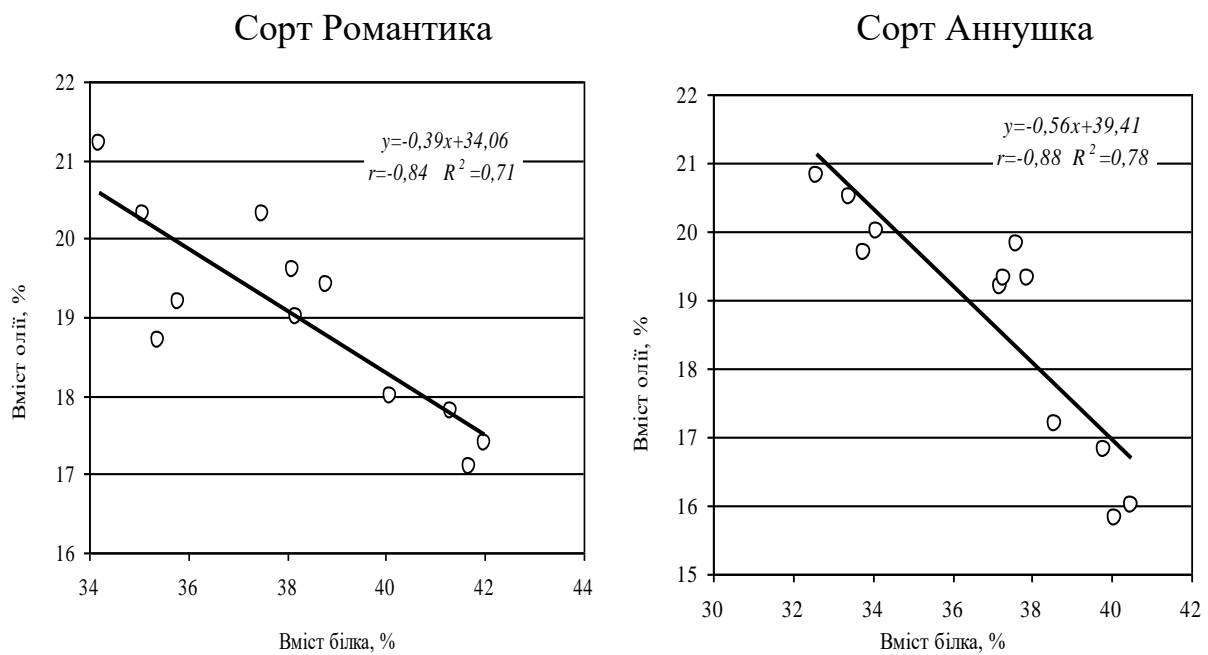 Сорт Романтика
22
21
20
19
18
17
16
34
36
38
40
42
44
Вміст олії, %
Вміст білка, %
y=-0,39x+34,06
r=-0,84 R²=0,71
Сорт Аннушка
22
21
20
19
18
17
16
15
30
32
34
36
38
40
42
Вміст олії, %
Вміст білка, %
y=-0,56x+39,41
r=-0,88 R²=0,78